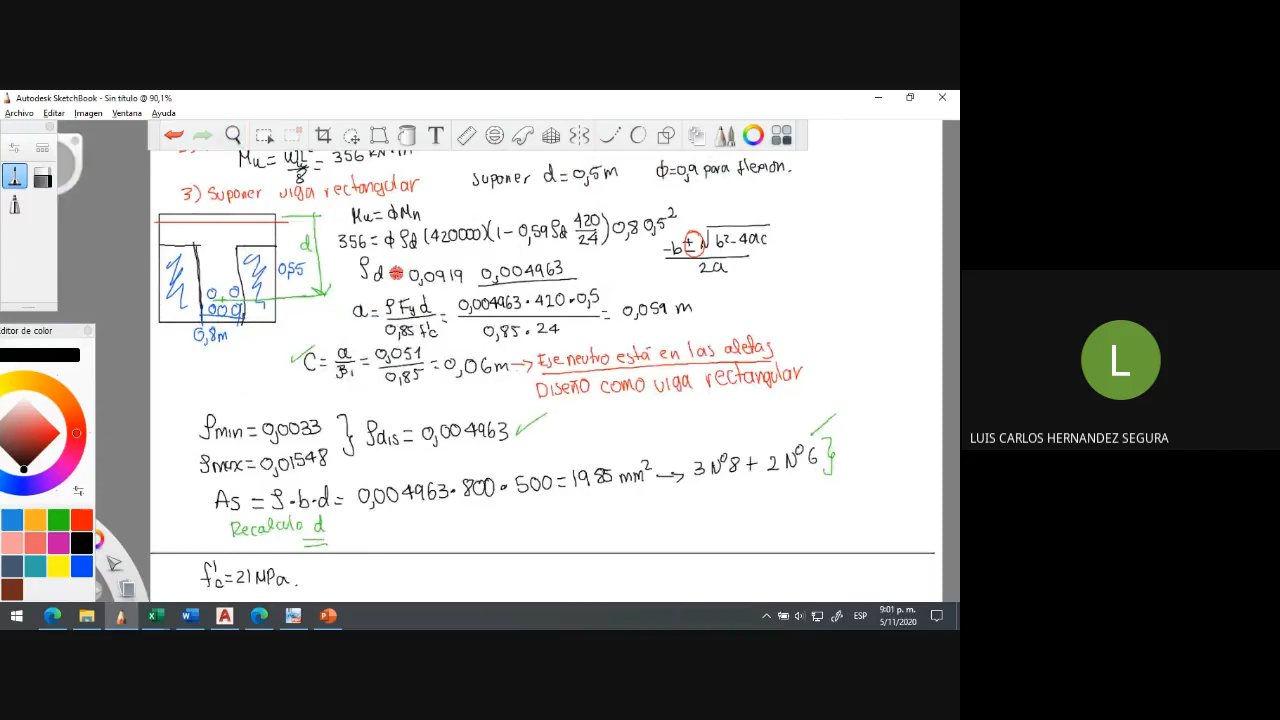 Autodesk SketchBook - Sin título @ 90,1%
Archivo Editar Imagen Ventana Ayuda
Mu = wL²/8 = 356 kN·m
3) Suponer viga rectangular
suponer d=0,5m
φ=0,9 para flexion.
Mu = φMn
356 = φ ρd (420000)(1 - 0,59ρd 420/24) 0,8 0,5²
-b ± √b²-4ac / 2a
d
0,55
0,8m
ρd = 0,0919 0,004963
a = ρ Fy d / 0,85 f'c = 0,004963 · 420 · 0,5 / 0,85 · 24 = 0,051 m
C = a/β1 = 0,051/0,85 = 0,06m → Eje neutro está en las aletas
Diseño como viga rectangular
ρmin = 0,0033
ρmax = 0,01548
} ρdis = 0,004963
As = ρ·b·d = 0,004963 · 800 · 500 = 1985 mm² → 3 N°8 + 2 N°6 }
Recalculo d
f'c = 21 MPa.
Editor de color
ESP
9:01 p. m.
5/11/2020
L
LUIS CARLOS HERNANDEZ SEGURA